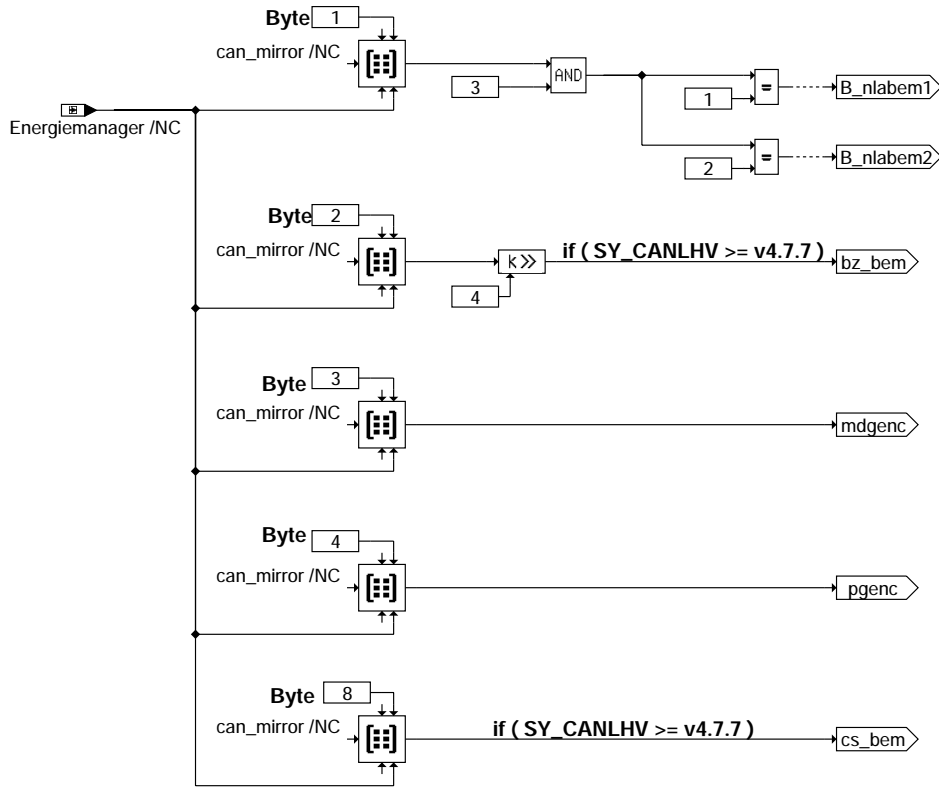 Byte 1
can_mirror /NC
AND
3
=
1
B_nlabem1
Energiemanager /NC
=
2
B_nlabem2
Byte 2
can_mirror /NC
K>>
4
if ( SY_CANLHV >= v4.7.7 )
bz_bem
Byte 3
can_mirror /NC
mdgenc
Byte 4
can_mirror /NC
pgenc
Byte 8
can_mirror /NC
if ( SY_CANLHV >= v4.7.7 )
cs_bem